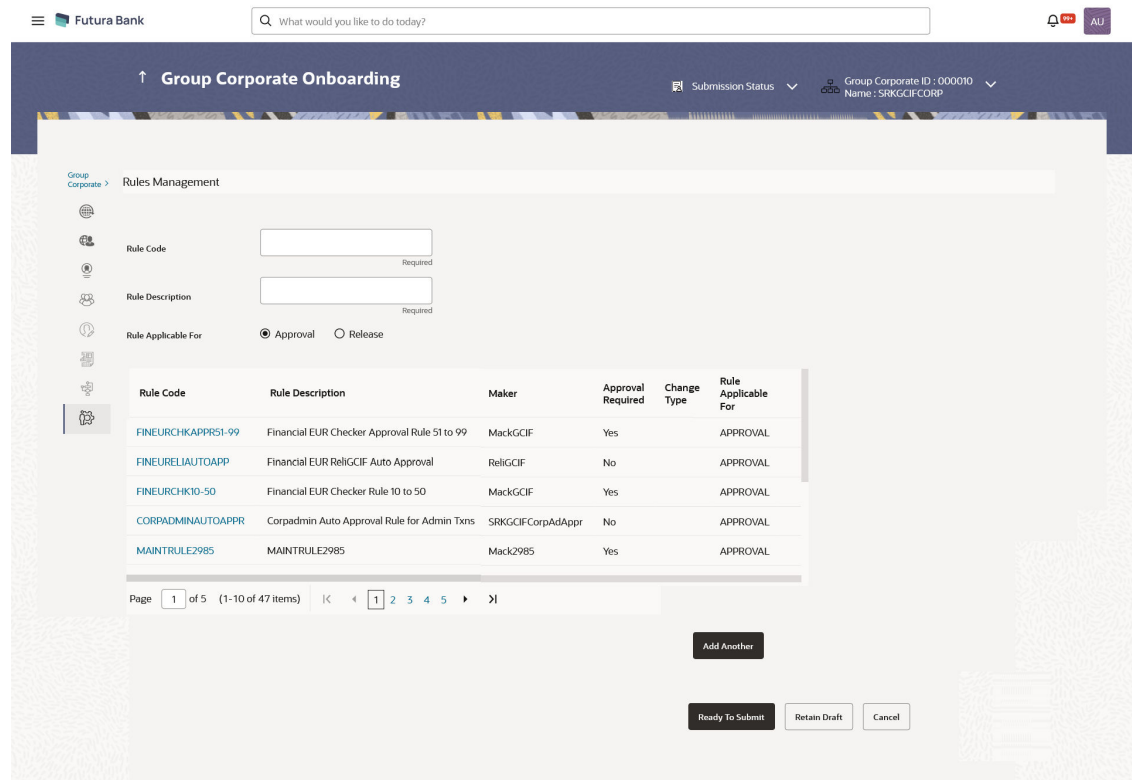 Futura Bank
What would you like to do today?
99+
AU
↑ Group Corporate Onboarding
Submission Status
Group Corporate ID : 000010
Name : SRKGCIFCORP
Group
Corporate >
Rules Management
Rule Code
Required
Rule Description
Required
Rule Applicable For Approval Release
Rule Code Rule Description Maker Approval Required Change Type Rule Applicable For
FINEURCHKAPPR51-99 Financial EUR Checker Approval Rule 51 to 99 MackGCIF Yes APPROVAL
FINEURELIAUTOAPP Financial EUR ReliGCIF Auto Approval ReliGCIF No APPROVAL
FINEURCHK10-50 Financial EUR Checker Rule 10 to 50 MackGCIF Yes APPROVAL
CORPADMINAUTOAPPR Corpadmin Auto Approval Rule for Admin Txns SRKGCIFCorpAdAppr No APPROVAL
MAINTRULE2985 MAINTRULE2985 Mack2985 Yes APPROVAL
Page 1 of 5 (1-10 of 47 items) 1 2 3 4 5
Add Another
Ready To Submit Retain Draft Cancel